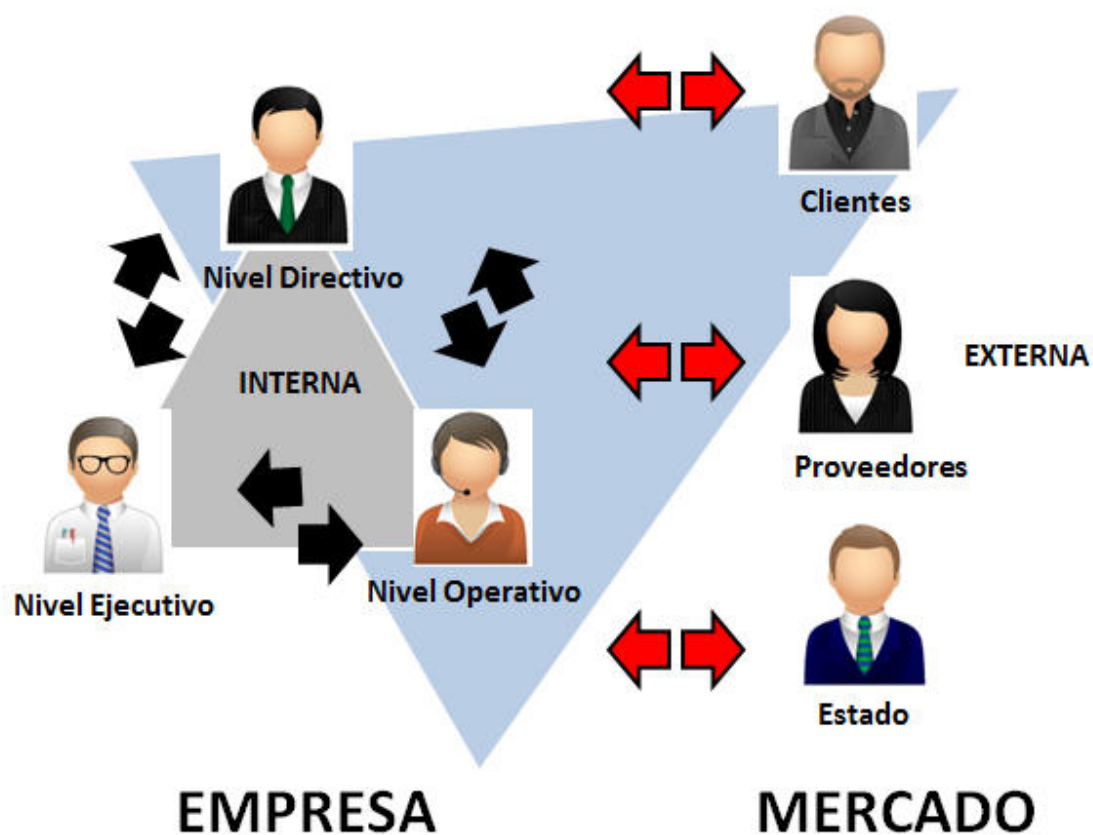 Clientes
Nivel Directivo
INTERNA
EXTERNA
Proveedores
Nivel Ejecutivo
Nivel Operativo
Estado
EMPRESA
MERCADO